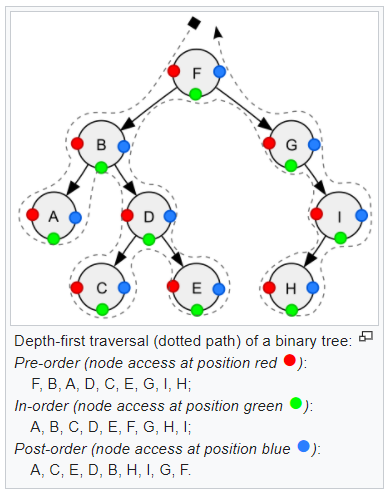 F
B
G
A
D
I
C
E
H
Depth-first traversal (dotted path) of a binary tree:
Pre-order (node access at position red ):
F, B, A, D, C, E, G, I, H;
In-order (node access at position green ):
A, B, C, D, E, F, G, H, I;
Post-order (node access at position blue ):
A, C, E, D, B, H, I, G, F.